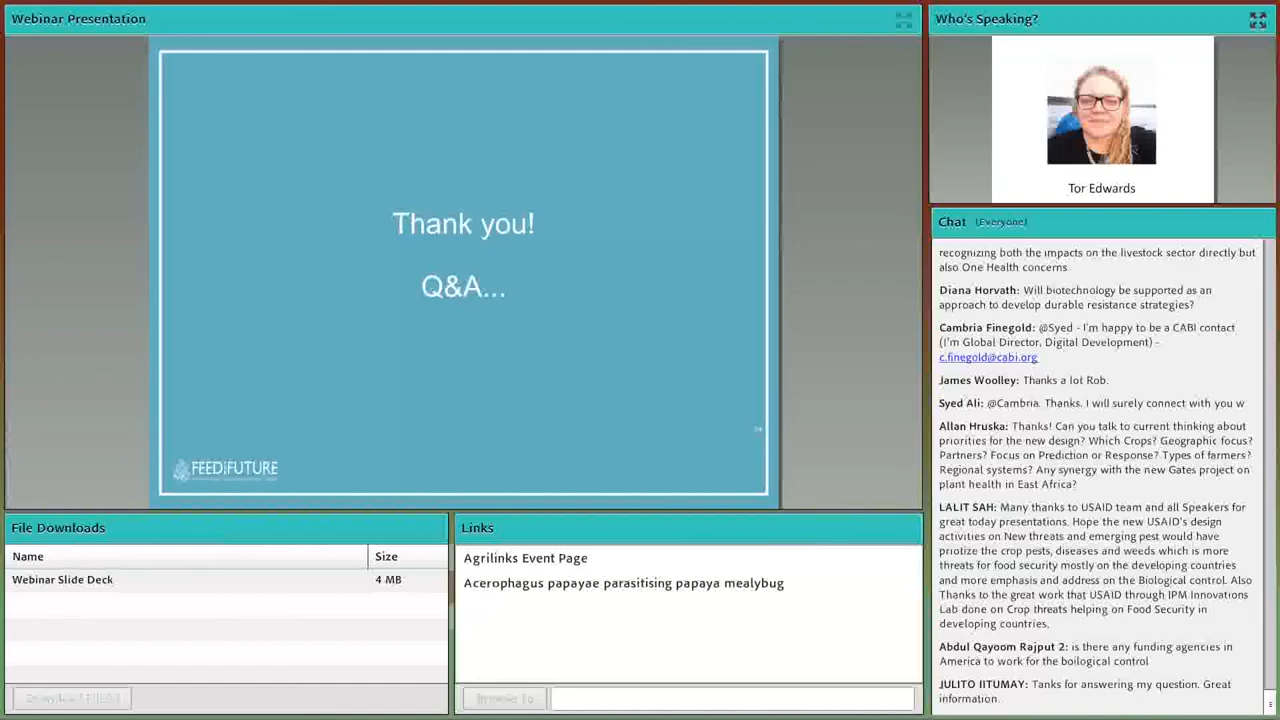 Webinar Presentation
Thank you!
Q&A...
FEED FUTURE
Who's Speaking?
Tor Edwards
Chat (Everyone)
recognizing both the impacts on the livestock sector directly but
also One Health concerns
Diana Horvath: Will biotechnology be supported as an
approach to develop durable resistance strategies?
Cambria Finegold: @Syed - I'm happy to be a CABI contact
(I'm Global Director, Digital Development) -
c.finegold@cabi.org
James Woolley: Thanks a lot Rob.
Syed Ali: @Cambria. Thanks. I will surely connect with you w
Allan Hruska: Thanks! Can you talk to current thinking about
priorities for the new design? Which Crops? Geographic focus?
Partners? Focus on Prediction or Response? Types of farmers?
Regional systems? Any synergy with the new Gates project on
plant health in East Africa?
LALIT SAH: Many thanks to USAID team and all Speakers for
great today presentations. Hope the new USAID's design
activities on New threats and emerging pest would have
priotize the crop pests, diseases and weeds which is more
threats for food security mostly on the developing countries
and more emphasis and address on the Biological control. Also
Thanks to the great work that USAID through IPM Innovations
Lab done on Crop threats helping on Food Security in
developing countries.
Abdul Qayoom Rajput 2: is there any funding agencies in
America to work for the boilogical control
JULITO IITUMAY: Tanks for answering my question. Great
information.
File Downloads
Name Size
Webinar Slide Deck 4 MB
Links
Agrilinks Event Page
Acerophagus papayae parasitising papaya mealybug
Browse To